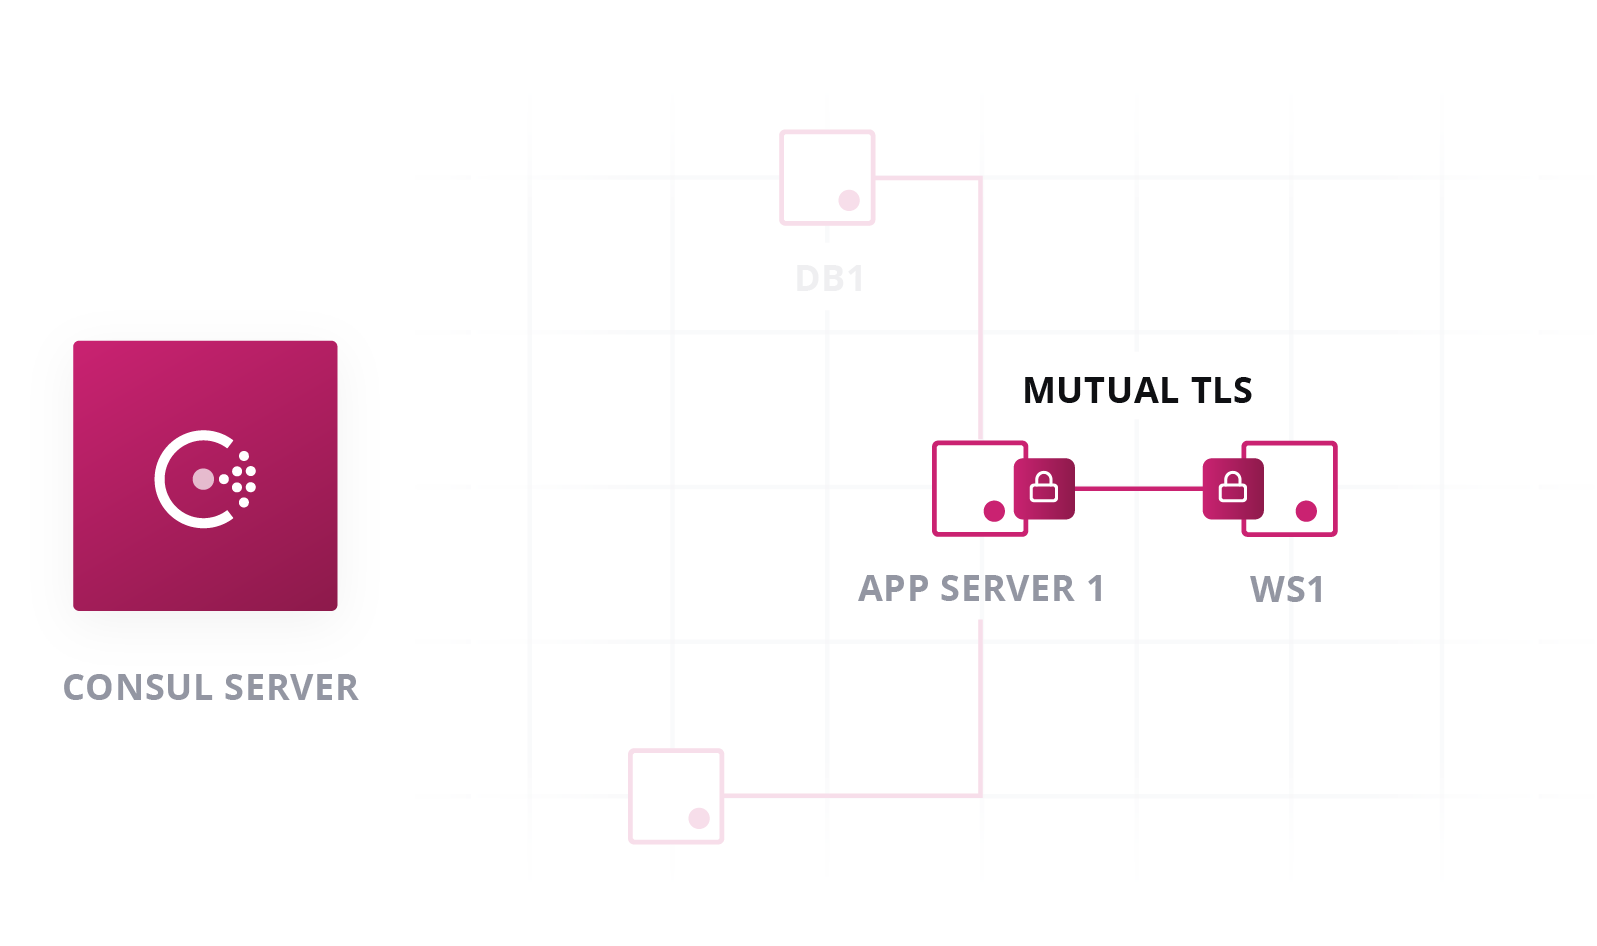 DB1
MUTUAL TLS
APP SERVER 1
WS1
CONSUL SERVER